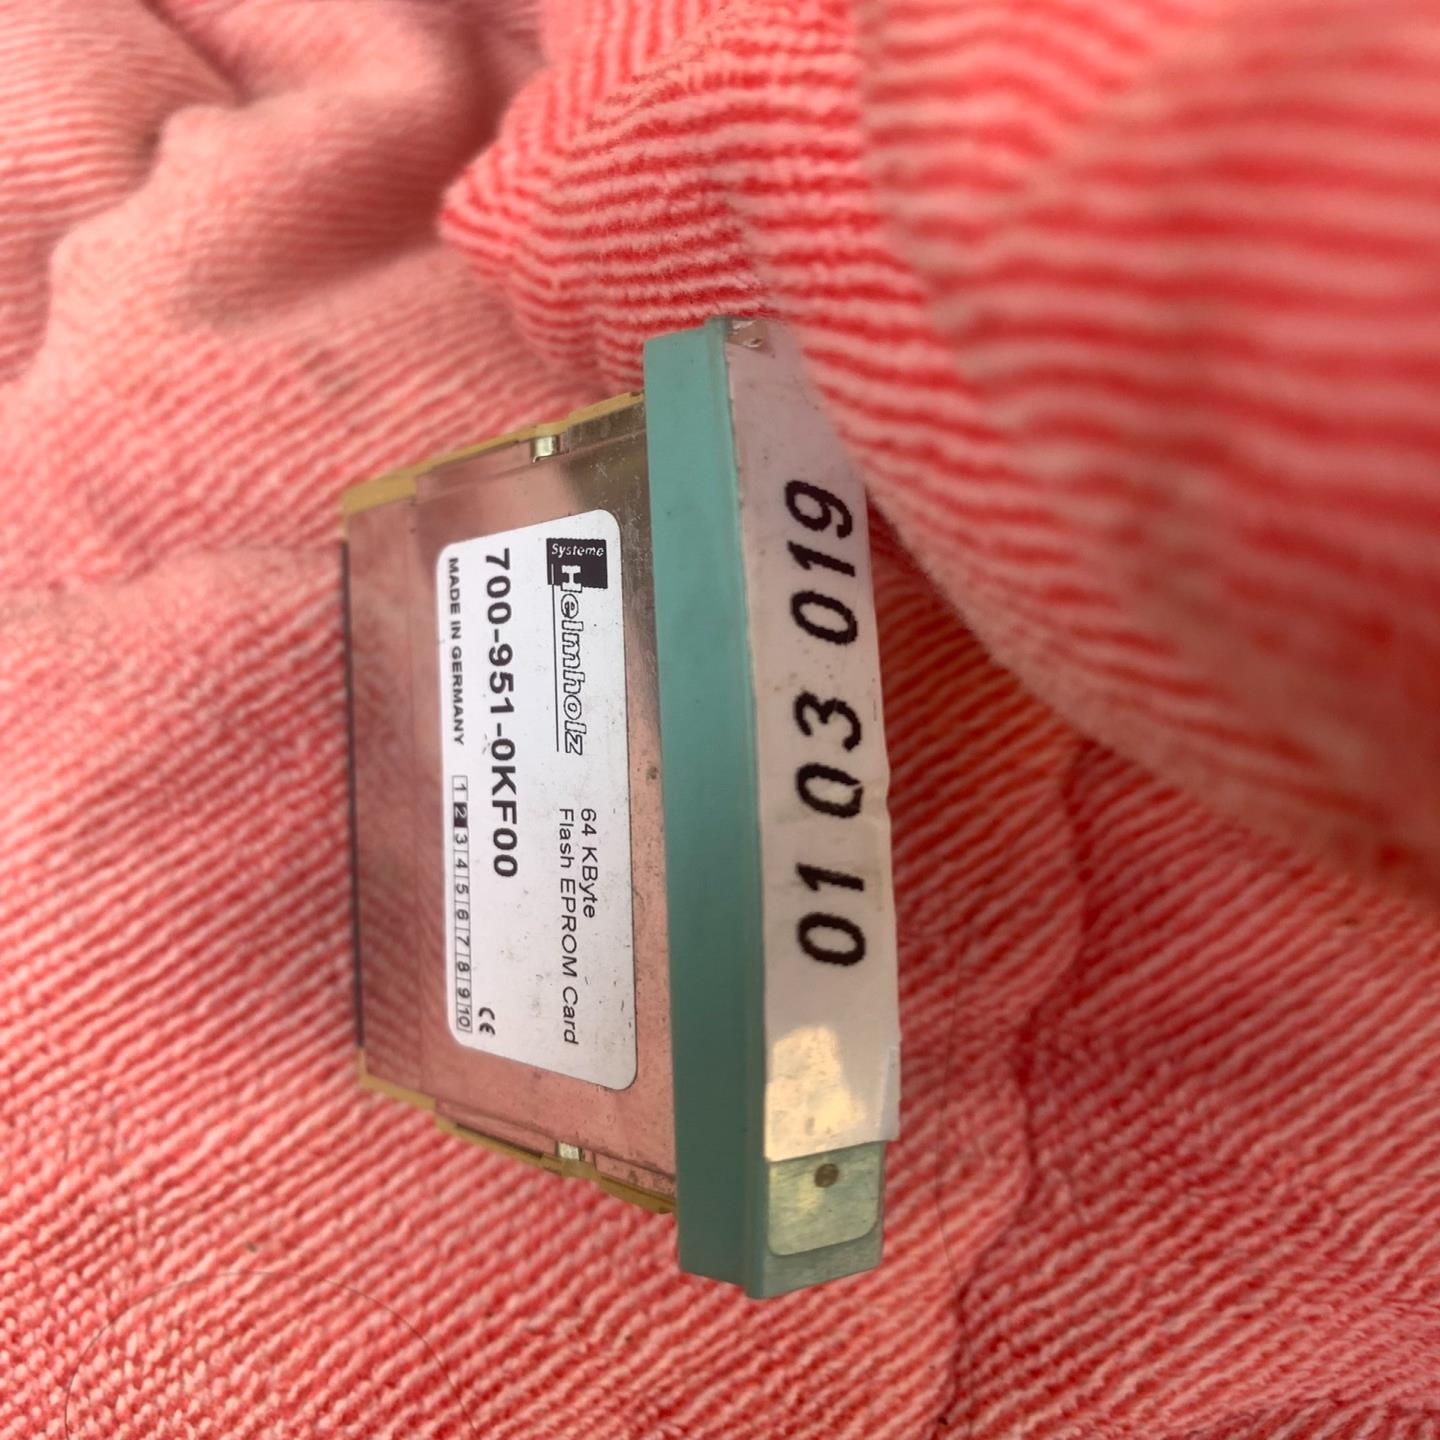 Systeme
Helmholz
64 KByte
Flash EPROM Card
700-951-0KF00
CE
MADE IN GERMANY
1 2 3 4 5 6 7 8 9 10
01 03 019